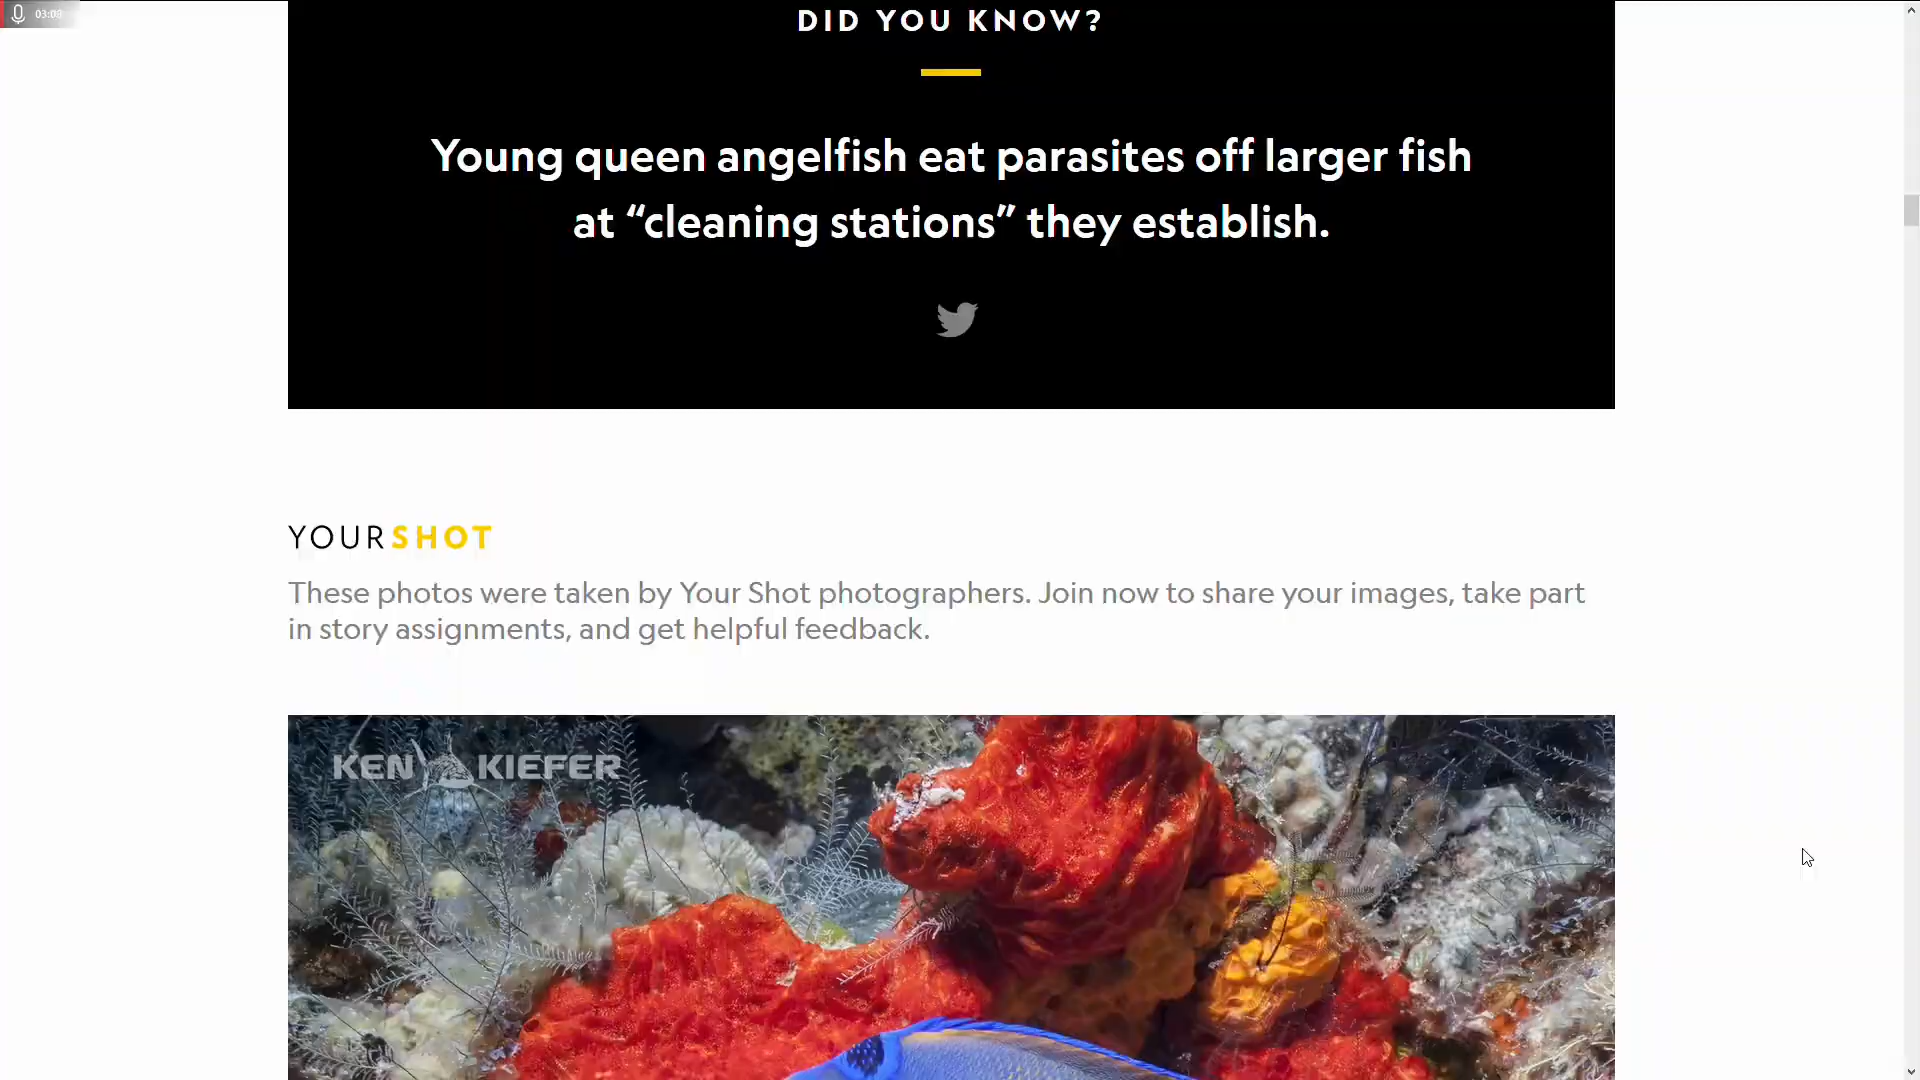 DID YOU KNOW?
Young queen angelfish eat parasites off larger fish
at “cleaning stations” they establish.
YOURSHOT
These photos were taken by Your Shot photographers. Join now to share your images, take part
in story assignments, and get helpful feedback.
KEN KIEFER